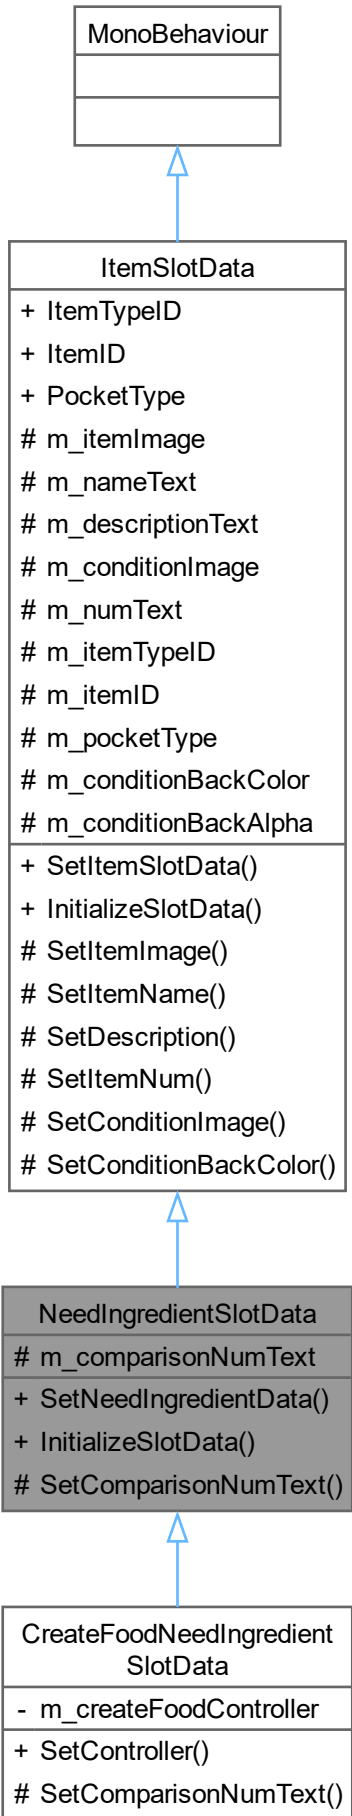 MonoBehaviour
ItemSlotData
+ ItemTypeID
+ ItemID
+ PocketType
# m_itemImage
# m_nameText
# m_descriptionText
# m_conditionImage
# m_numText
# m_itemTypeID
# m_itemID
# m_pocketType
# m_conditionBackColor
# m_conditionBackAlpha
+ SetItemSlotData()
+ InitializeSlotData()
# SetItemImage()
# SetItemName()
# SetDescription()
# SetItemNum()
# SetConditionImage()
# SetConditionBackColor()
NeedIngredientSlotData
# m_comparisonNumText
+ SetNeedIngredientData()
+ InitializeSlotData()
# SetComparisonNumText()
CreateFoodNeedIngredient
SlotData
- m_createFoodController
+ SetController()
# SetComparisonNumText()